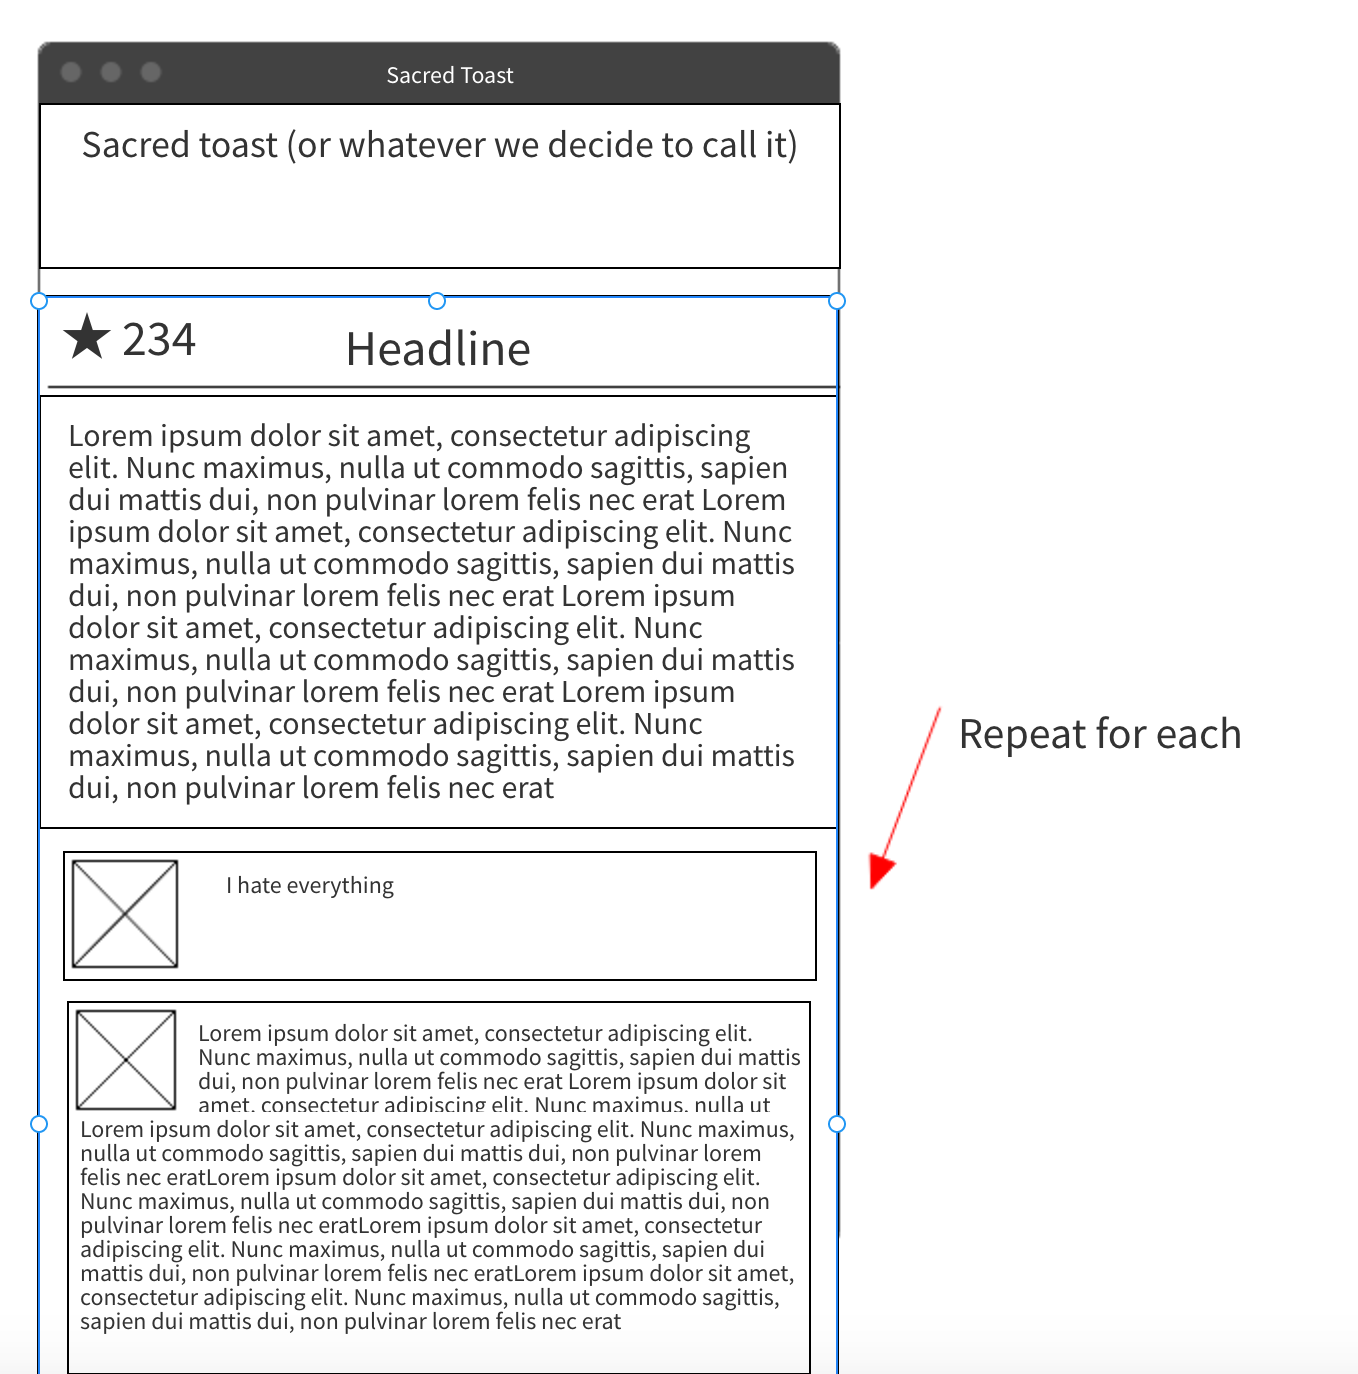 Sacred Toast
Sacred toast (or whatever we decide to call it)
★ 234
Headline
Lorem ipsum dolor sit amet, consectetur adipiscing
elit. Nunc maximus, nulla ut commodo sagittis, sapien
dui mattis dui, non pulvinar lorem felis nec erat Lorem
ipsum dolor sit amet, consectetur adipiscing elit. Nunc
maximus, nulla ut commodo sagittis, sapien dui mattis
dui, non pulvinar lorem felis nec erat Lorem ipsum
dolor sit amet, consectetur adipiscing elit. Nunc
maximus, nulla ut commodo sagittis, sapien dui mattis
dui, non pulvinar lorem felis nec erat Lorem ipsum
dolor sit amet, consectetur adipiscing elit. Nunc
maximus, nulla ut commodo sagittis, sapien dui mattis
dui, non pulvinar lorem felis nec erat
Repeat for each
I hate everything
Lorem ipsum dolor sit amet, consectetur adipiscing elit.
Nunc maximus, nulla ut commodo sagittis, sapien dui mattis
dui, non pulvinar lorem felis nec erat Lorem ipsum dolor sit
amet, consectetur adipiscing elit. Nunc maximus, nulla ut
Lorem ipsum dolor sit amet, consectetur adipiscing elit. Nunc maximus,
nulla ut commodo sagittis, sapien dui mattis dui, non pulvinar lorem
felis nec eratLorem ipsum dolor sit amet, consectetur adipiscing elit.
Nunc maximus, nulla ut commodo sagittis, sapien dui mattis dui, non
pulvinar lorem felis nec eratLorem ipsum dolor sit amet, consectetur
adipiscing elit. Nunc maximus, nulla ut commodo sagittis, sapien dui
mattis dui, non pulvinar lorem felis nec eratLorem ipsum dolor sit amet,
consectetur adipiscing elit. Nunc maximus, nulla ut commodo sagittis,
sapien dui mattis dui, non pulvinar lorem felis nec erat